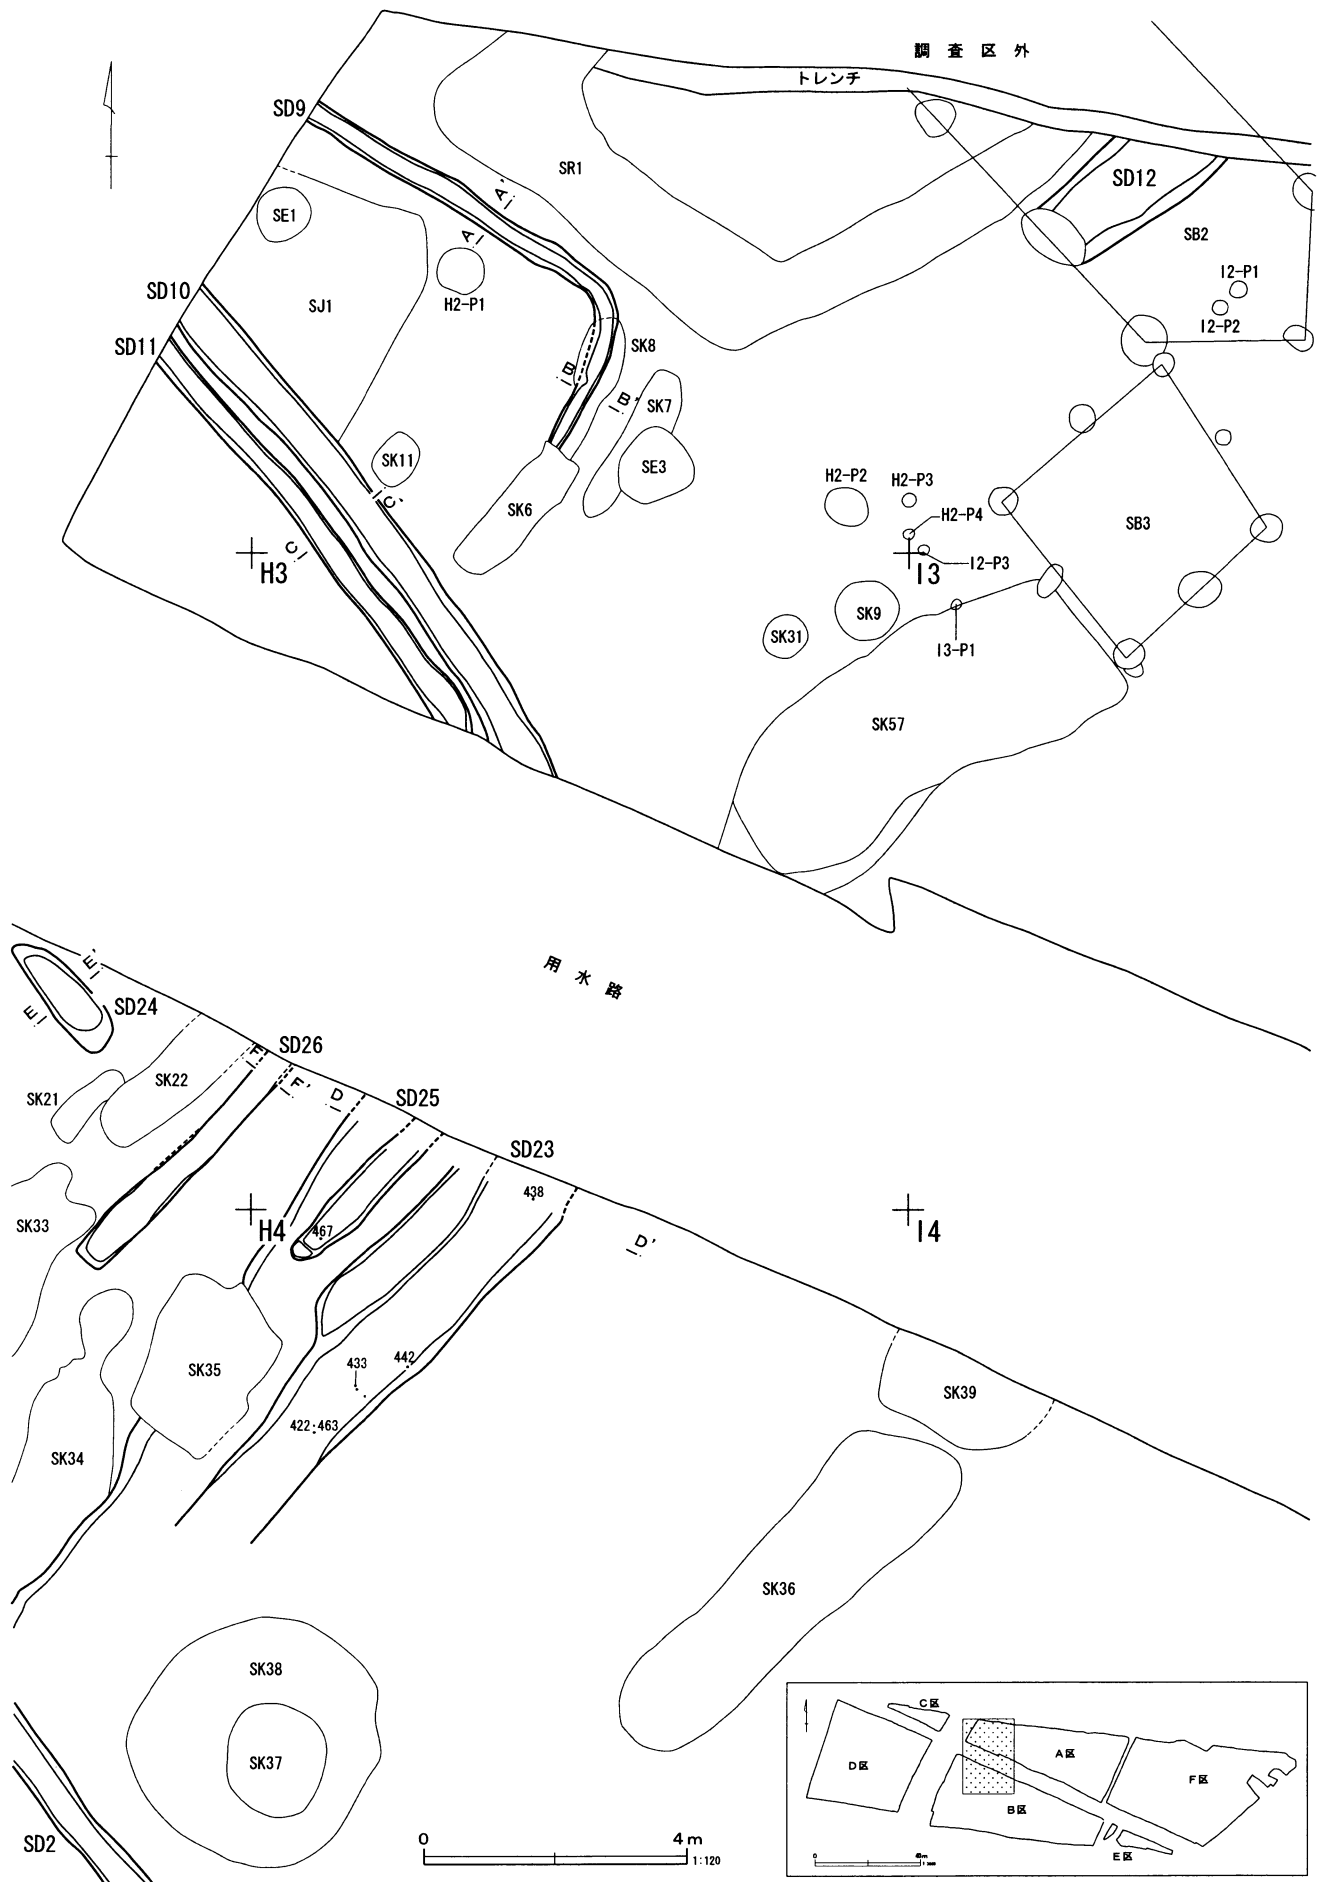 調査区外
トレンチ
SD9
A'
SR1
SD12
SE1
A
SB2
SD10
H2-P1
I2-P1
SJ1
I2-P2
SD11
SK8
B
B'
SK7
SK11
SE3
H2-P2
H2-P3
C'
SK6
H2-P4
SB3
C
H3
I3
I2-P3
SK9
SK31
I3-P1
SK57
用水路
E'
E
SD24
SD26
F
F'
SK22
D
SD25
SK21
SD23
438
SK33
H4
467
I4
D'
SK35
433
442
SK39
422
463
SK34
SK36
SK38
SK37
SD2
0
4m
1:120
C区
A区
D区
F区
B区
E区
0
40m